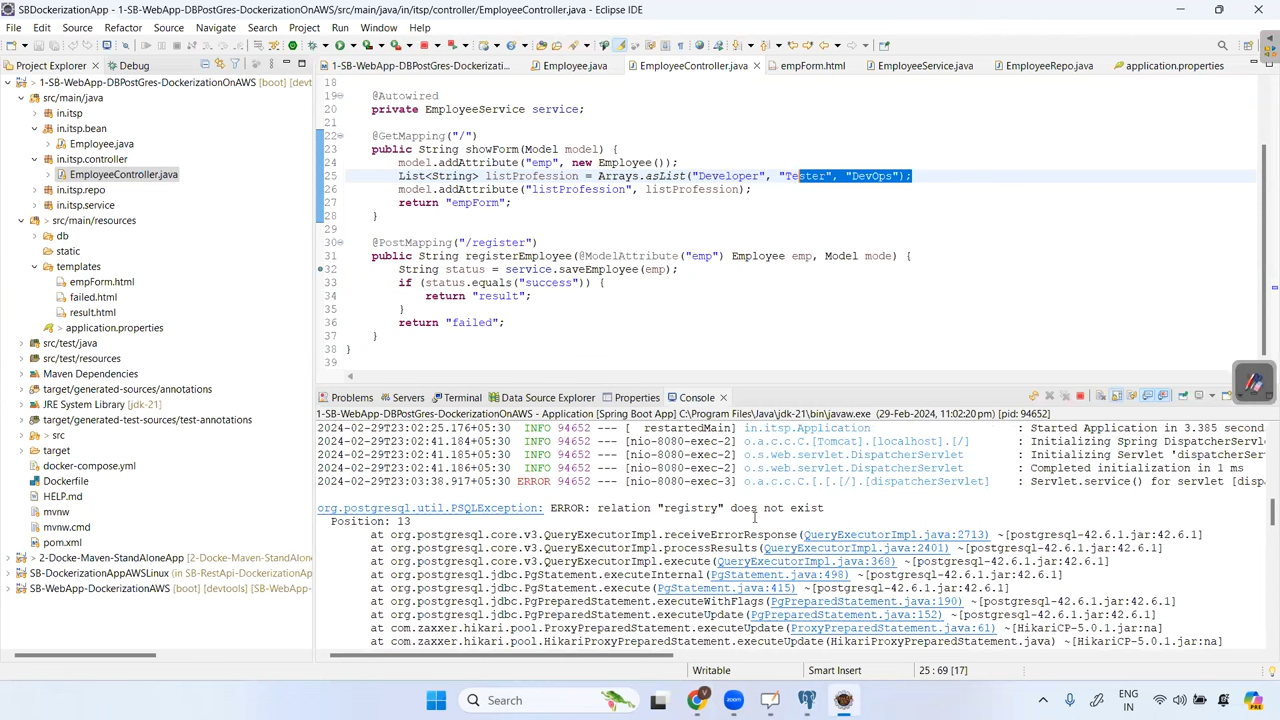 SBDockerizationApp - 1-SB-WebApp-DBPostGres-DockerizationOnAWS/src/main/java/in/itsp/controller/EmployeeController.java - Eclipse IDE
File Edit Source Refactor Source Navigate Search Project Run Window Help
Project Explorer
Debug
1-SB-WebApp-DBPostGres-DockerizationOnAWS [boot] [devt
src/main/java
in.itsp
in.itsp.bean
Employee.java
in.itsp.controller
EmployeeController.java
in.itsp.repo
in.itsp.service
src/main/resources
db
static
templates
empForm.html
failed.html
result.html
application.properties
src/test/java
src/test/resources
Maven Dependencies
target/generated-sources/annotations
JRE System Library [jdk-21]
target/generated-test-sources/test-annotations
src
target
docker-compose.yml
Dockerfile
HELP.md
mvnw
mvnw.cmd
pom.xml
2-Docke-Maven-StandAloneApp
SB-DockerizationAppAWSLinux (in SB-RestApi-DockerizationOnA
SB-WebApp-DockerizationAWS [boot] [devtools] [SB-WebApp-D
1-SB-WebApp-DBPostGres-DockerizationOnAWS/... Employee.java EmployeeController.java empForm.html EmployeeService.java EmployeeRepo.java application.properties
18
19 @Autowired
20 private EmployeeService service;
22 @GetMapping("/")
23 public String showForm(Model model) {
24 model.addAttribute("emp", new Employee());
25 List<String> listProfession = Arrays.asList("Developer", "Tester", "DevOps");
26 model.addAttribute("listProfession", listProfession);
27 return "empForm";
28 }
29
30 @PostMapping("/register")
31 public String registerEmployee(@ModelAttribute("emp") Employee emp, Model mode) {
32 String status = service.saveEmployee(emp);
33 if (status.equals("success")) {
34 return "result";
35 }
36 return "failed";
37 }
38 }
39
Problems Servers Terminal Data Source Explorer Properties Console
1-SB-WebApp-DBPostGres-DockerizationOnAWS - Application [Spring Boot App] C:\Program Files\Java\jdk-21\bin\javaw.exe (29-Feb-2024, 11:02:20 pm) [pid: 94652]
2024-02-29T23:02:25.176+05:30 INFO 94652 --- [ restartedMain] in.itsp.Application : Started Application in 3.385 second
2024-02-29T23:02:41.185+05:30 INFO 94652 --- [nio-8080-exec-2] o.a.c.c.C.[Tomcat].[localhost].[/] : Initializing Spring DispatcherServl
2024-02-29T23:02:41.185+05:30 INFO 94652 --- [nio-8080-exec-2] o.s.web.servlet.DispatcherServlet : Initializing Servlet 'dispatcherSer
2024-02-29T23:02:41.186+05:30 INFO 94652 --- [nio-8080-exec-2] o.s.web.servlet.DispatcherServlet : Completed initialization in 1 ms
2024-02-29T23:03:38.917+05:30 ERROR 94652 --- [nio-8080-exec-3] o.a.c.c.C.[.[.[/].[dispatcherServlet] : Servlet.service() for servlet [disp
org.postgresql.util.PSQLException: ERROR: relation "registry" does not exist
Position: 13
at org.postgresql.core.v3.QueryExecutorImpl.receiveErrorResponse(QueryExecutorImpl.java:2713) ~[postgresql-42.6.1.jar:42.6.1]
at org.postgresql.core.v3.QueryExecutorImpl.processResults(QueryExecutorImpl.java:2401) ~[postgresql-42.6.1.jar:42.6.1]
at org.postgresql.core.v3.QueryExecutorImpl.execute(QueryExecutorImpl.java:368) ~[postgresql-42.6.1.jar:42.6.1]
at org.postgresql.jdbc.PgStatement.executeInternal(PgStatement.java:498) ~[postgresql-42.6.1.jar:42.6.1]
at org.postgresql.jdbc.PgStatement.execute(PgStatement.java:415) ~[postgresql-42.6.1.jar:42.6.1]
at org.postgresql.jdbc.PgPreparedStatement.executeWithFlags(PgPreparedStatement.java:190) ~[postgresql-42.6.1.jar:42.6.1]
at org.postgresql.jdbc.PgPreparedStatement.executeUpdate(PgPreparedStatement.java:152) ~[postgresql-42.6.1.jar:42.6.1]
at com.zaxxer.hikari.pool.ProxyPreparedStatement.executeUpdate(ProxyPreparedStatement.java:61) ~[HikariCP-5.0.1.jar:na]
at com.zaxxer.hikari.pool.HikariProxyPreparedStatement.executeUpdate(HikariProxyPreparedStatement.java) ~[HikariCP-5.0.1.jar:na]
Writable Smart Insert 25 : 69 [17]
Search
zoom
ENG
IN
PRE